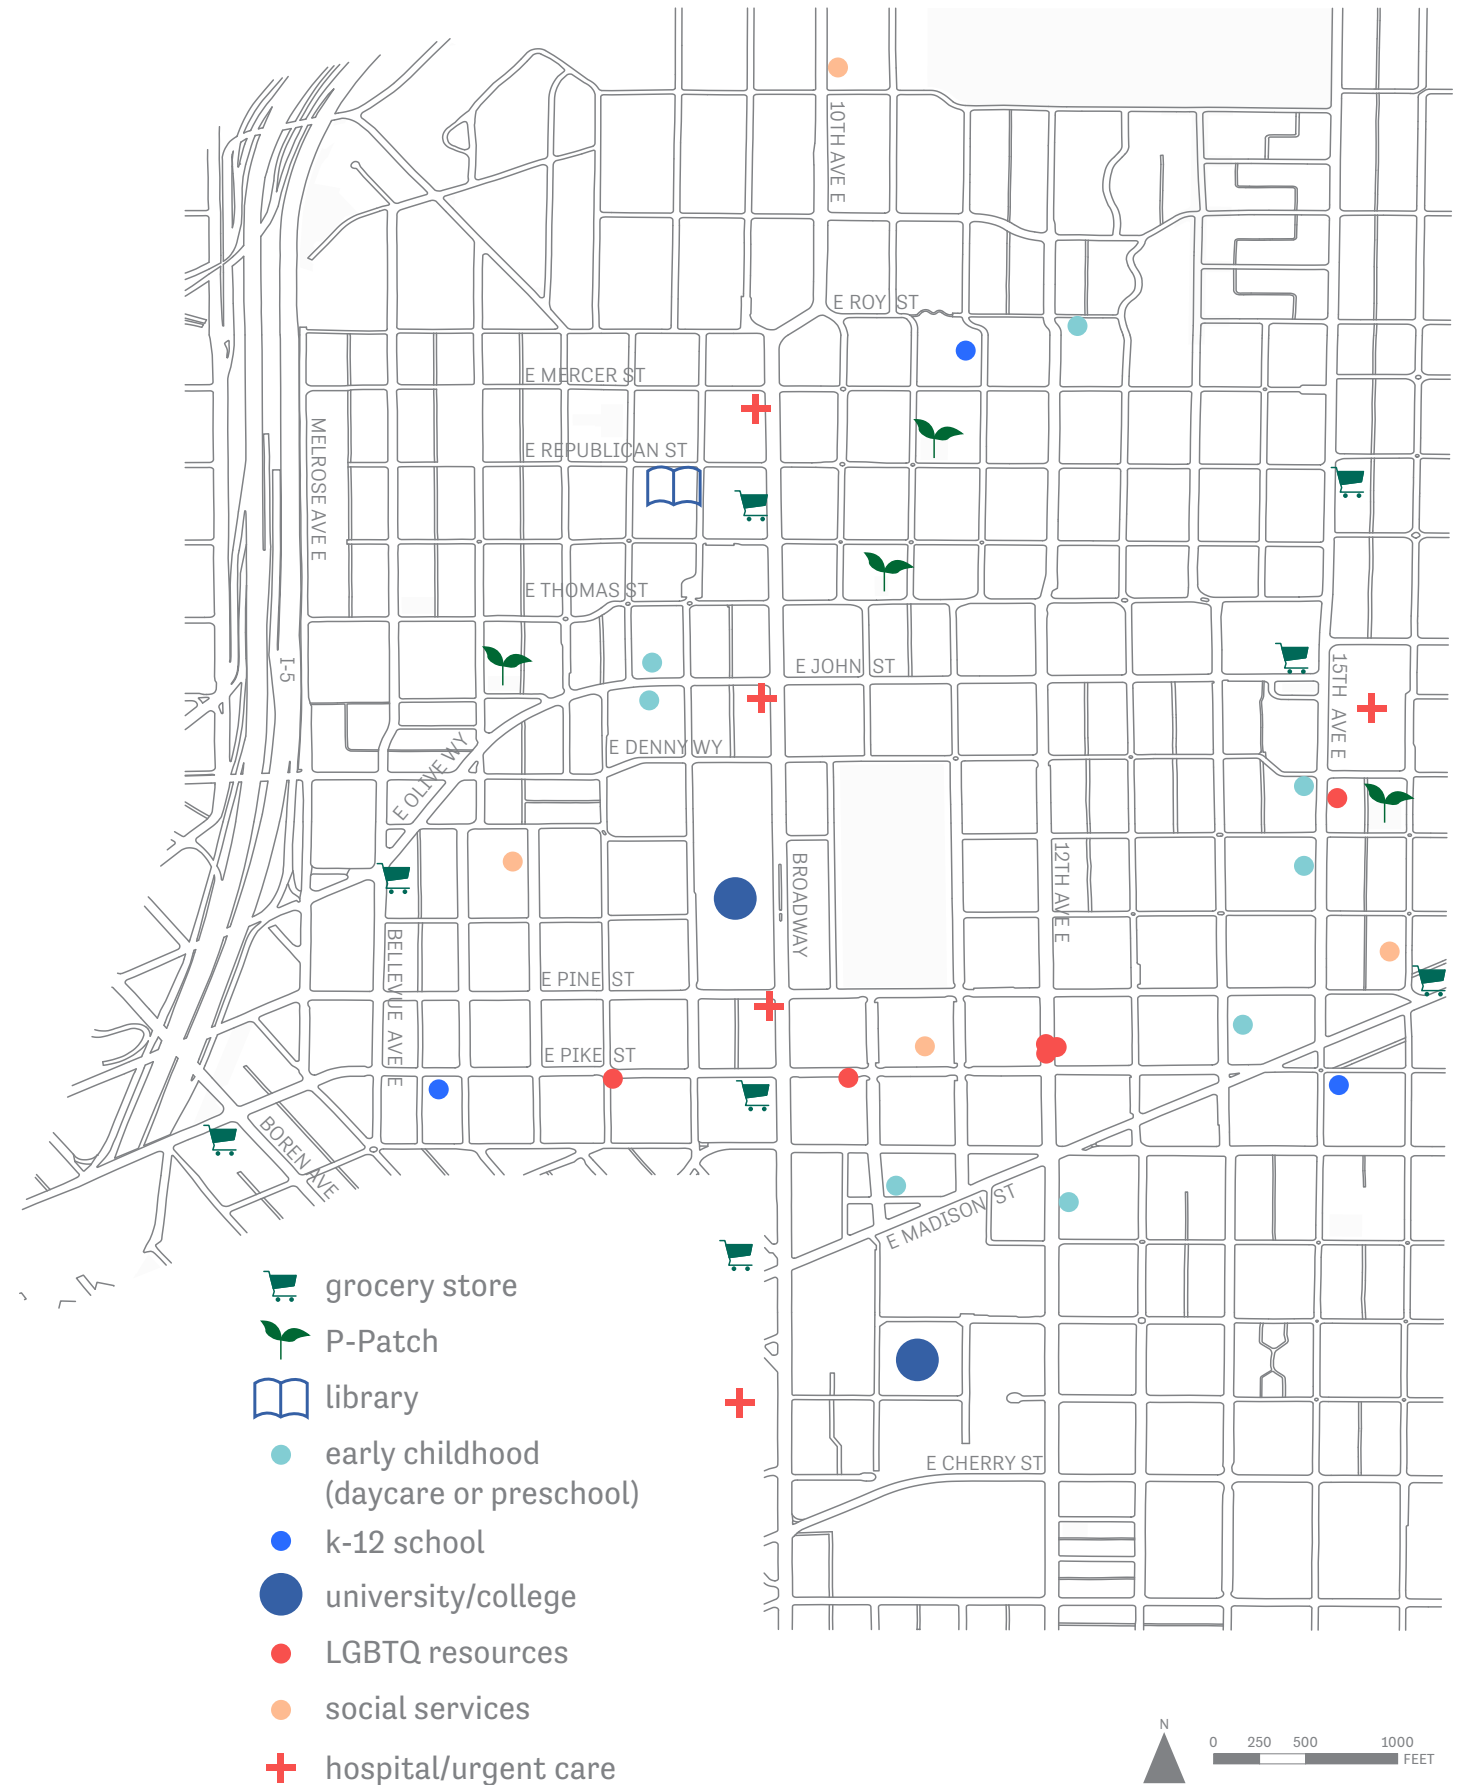 10TH AVE E
E ROY ST
E MERCER ST
MELROSE AVE E
E REPUBLICAN ST
E THOMAS ST
I-5
E JOHN ST
15TH AVE E
E DENNY WY
E OLIVE WY
BROADWAY
12TH AVE E
BELLEVUE AVE E
E PINE ST
E PIKE ST
BOREN AVE
E MADISON ST
E CHERRY ST
grocery store
P-Patch
library
early childhood
(daycare or preschool)
k-12 school
university/college
LGBTQ resources
social services
hospital/urgent care
N
0 250 500 1000
FEET